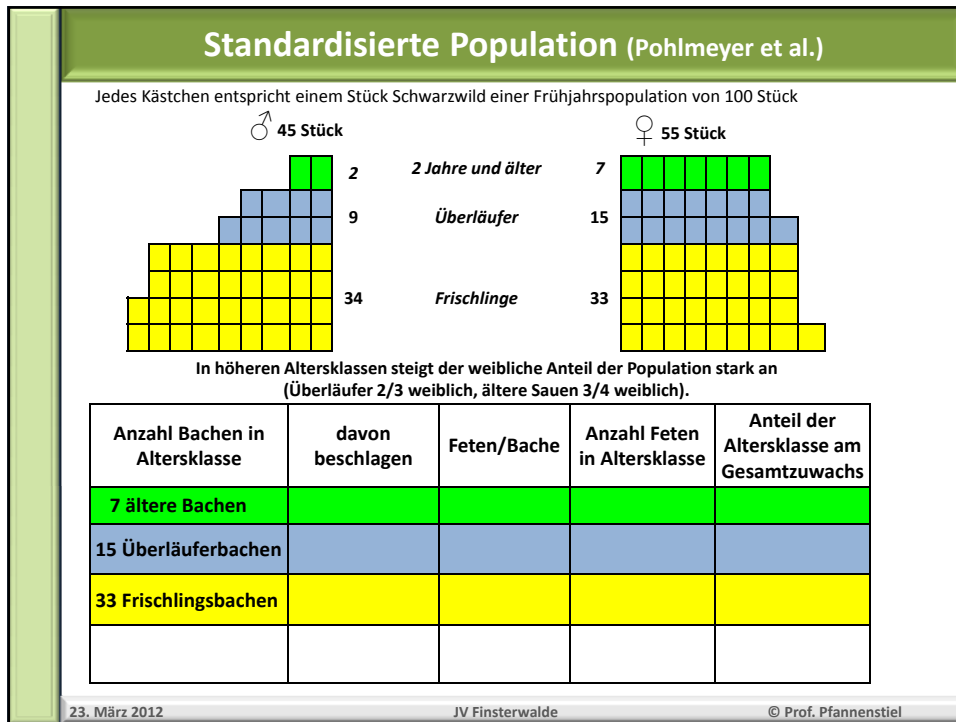 Standardisierte Population (Pohlmeyer et al.)
Jedes Kästchen entspricht einem Stück Schwarzwild einer Frühjahrspopulation von 100 Stück
♂ 45 Stück
♀ 55 Stück
2 2 Jahre und älter 7
9 Überläufer 15
34 Frischlinge 33
In höheren Altersklassen steigt der weibliche Anteil der Population stark an
(Überläufer 2/3 weiblich, ältere Sauen 3/4 weiblich).
Anzahl Bachen in
Altersklasse
davon
beschlagen
Feten/Bache
Anzahl Feten
in Altersklasse
Anteil der
Altersklasse am
Gesamtzuwachs
7 ältere Bachen
15 Überläuferbachen
33 Frischlingsbachen
23. März 2012
JV Finsterwalde
© Prof. Pfannenstiel